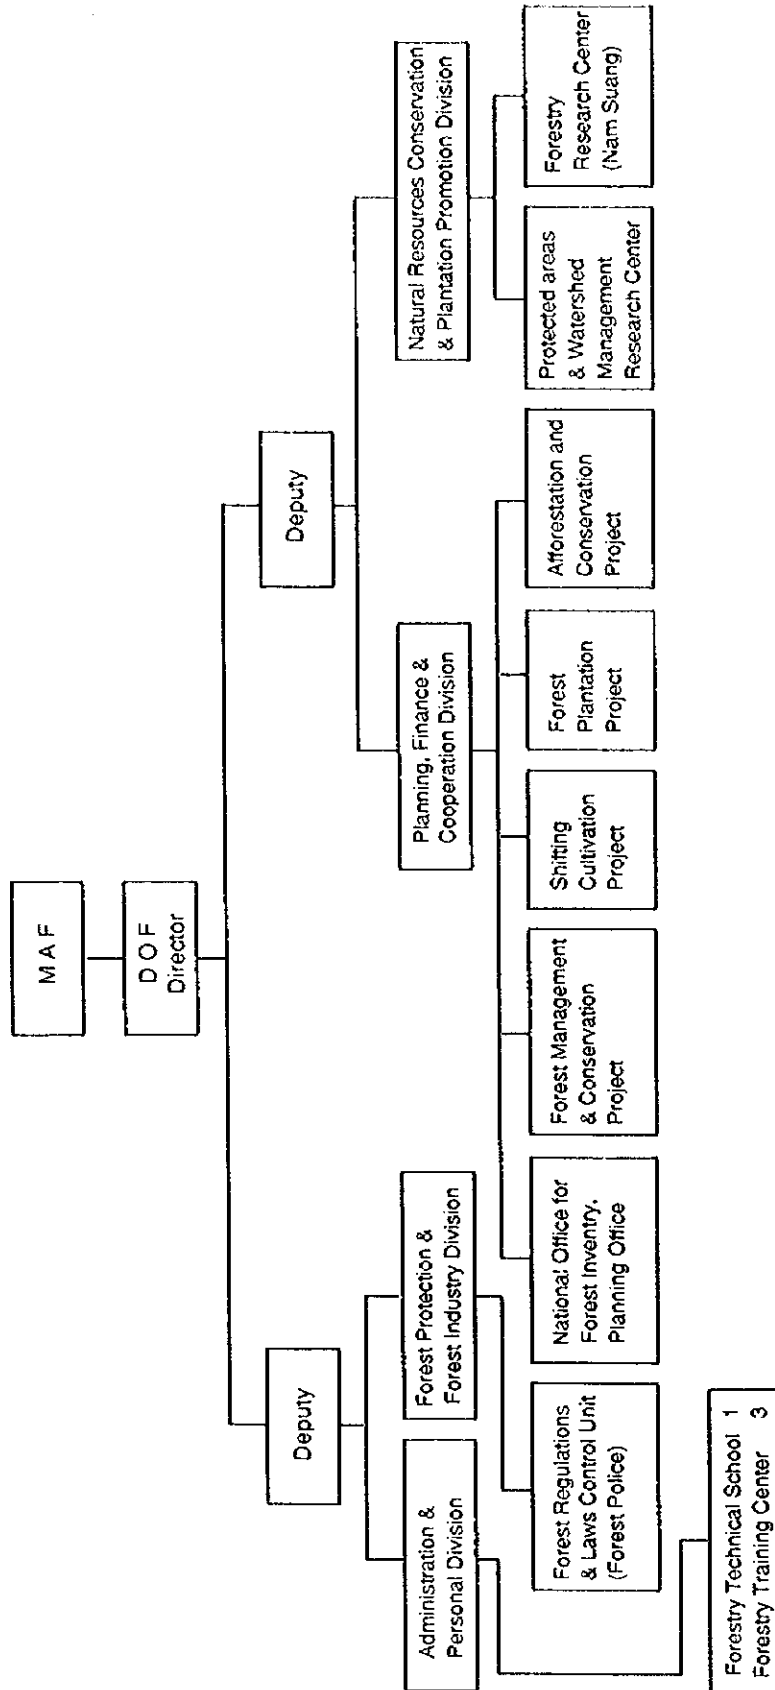 M A F
D O F
Director
Deputy
Deputy
Administration &
Personal Division
Forest Protection &
Forest Industry Division
Planning, Finance &
Cooperation Division
Natural Resources Conservation
& Plantation Promotion Division
Forest Regulations
& Laws Control Unit
(Forest Police)
National Office for
Forest Inventry,
Planning Office
Forest Management
& Conservation
Project
Shifting
Cultivation
Project
Forest
Plantation
Project
Afforestation and
Conservation
Project
Protected areas
& Watershed
Management
Research Center
Forestry
Research Center
(Nam Suang)
Forestry Technical School 1
Forestry Training Center 3